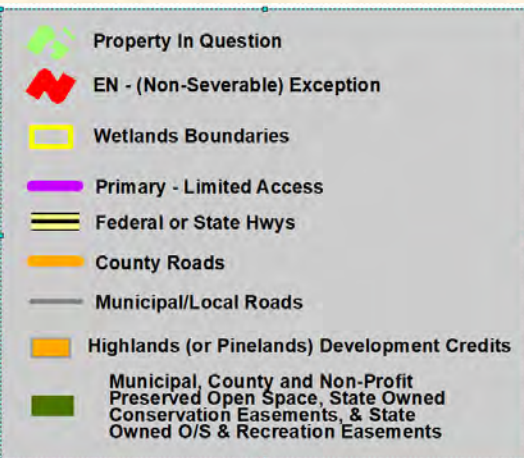 Property In Question
EN - (Non-Severable) Exception
Wetlands Boundaries
Primary - Limited Access
Federal or State Hwys
County Roads
Municipal/Local Roads
Highlands (or Pinelands) Development Credits
Municipal, County and Non-Profit
Preserved Open Space, State Owned
Conservation Easements, & State
Owned O/S & Recreation Easements